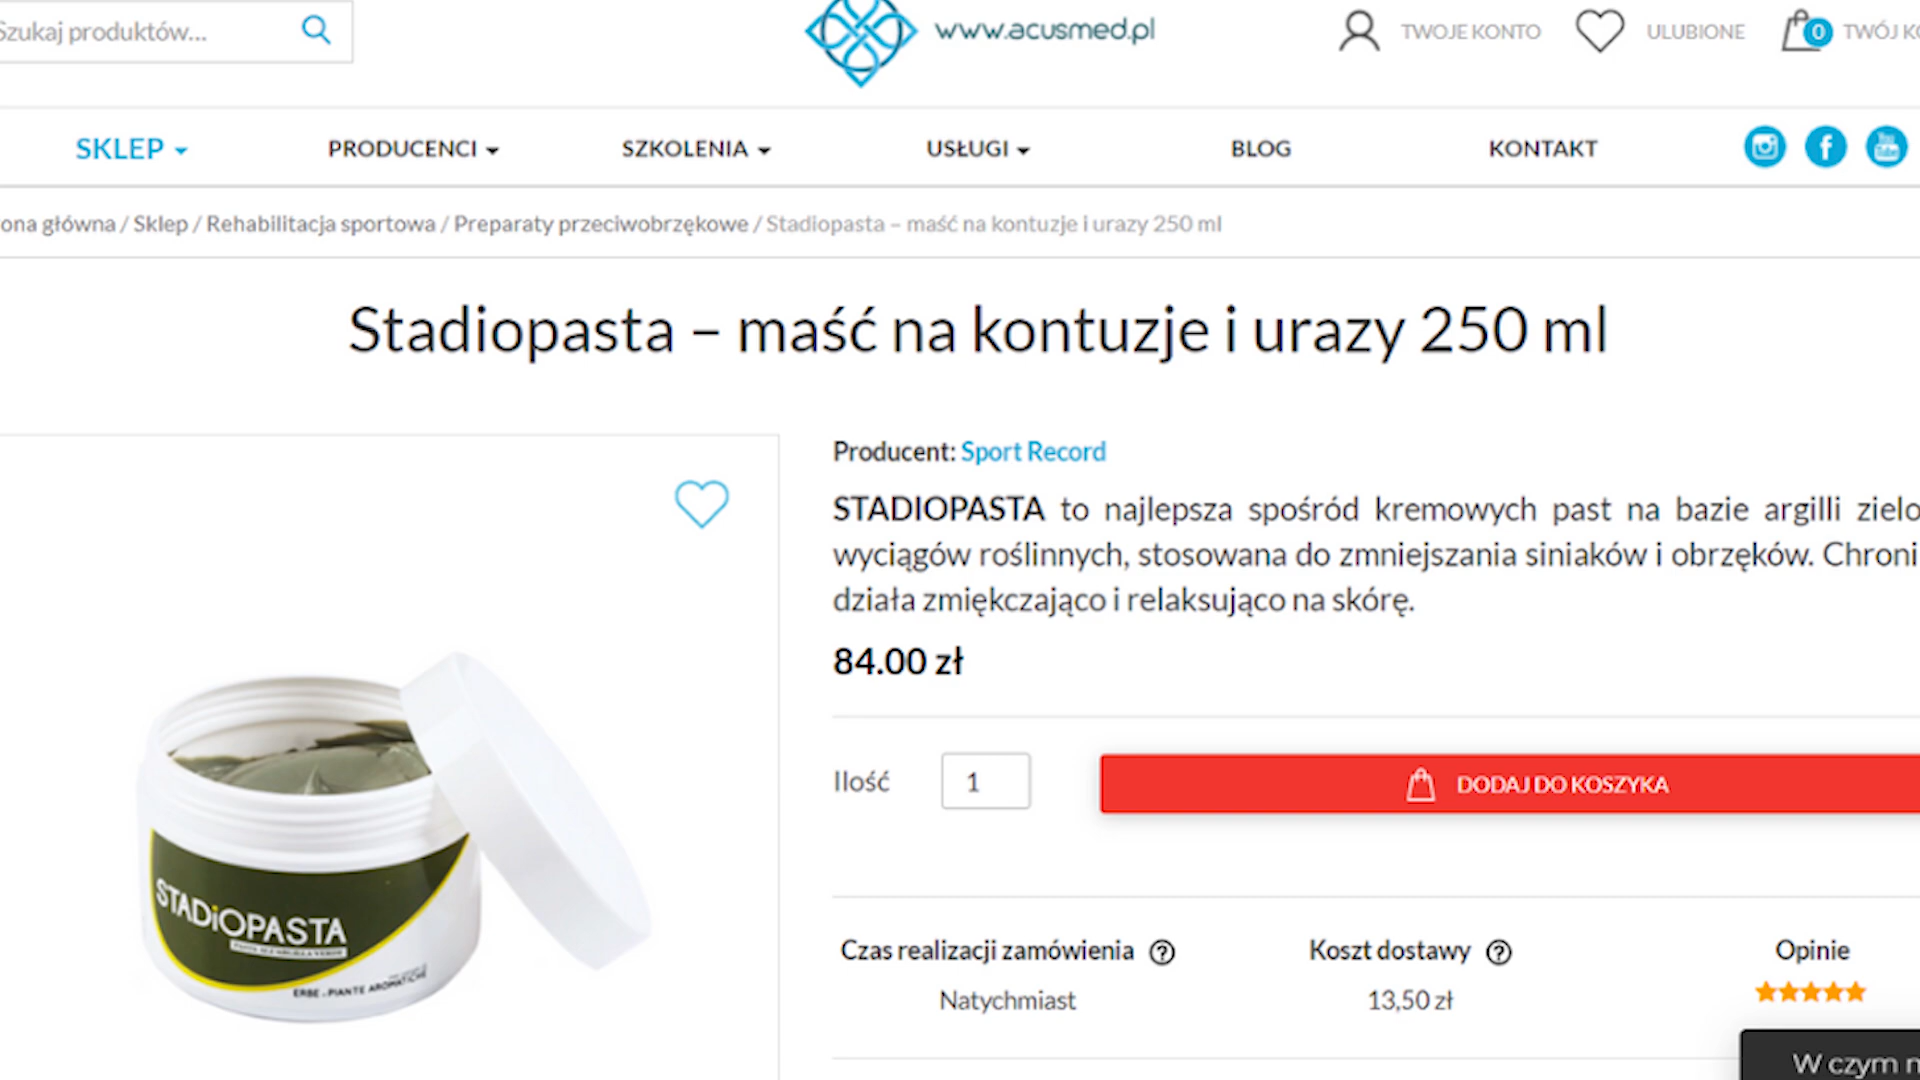 Szukaj produktów...
www.acusmed.pl
TWOJE KONTO
ULUBIONE
0
TWÓJ
SKLEP
PRODUCENCI
SZKOLENIA
USŁUGI
BLOG
KONTAKT
ona główna / Sklep / Rehabilitacja sportowa / Preparaty przeciwobrzękowe / Stadiopasta – maść na kontuzje i urazy 250 ml
Stadiopasta – maść na kontuzje i urazy 250 ml
Producent: Sport Record
STADIOPASTA to najlepsza spośród kremowych past na bazie argilli zielo
wyciągów roślinnych, stosowana do zmniejszania siniaków i obrzęków. Chroni
działa zmiękczająco i relaksująco na skórę.
84.00 zł
Ilość
1
DODAJ DO KOSZYKA
STADiOPASTA
ERBE - PIANTE AROMATICHE
Czas realizacji zamówienia ?
Natychmiast
Koszt dostawy ?
13,50 zł
Opinie
W czym